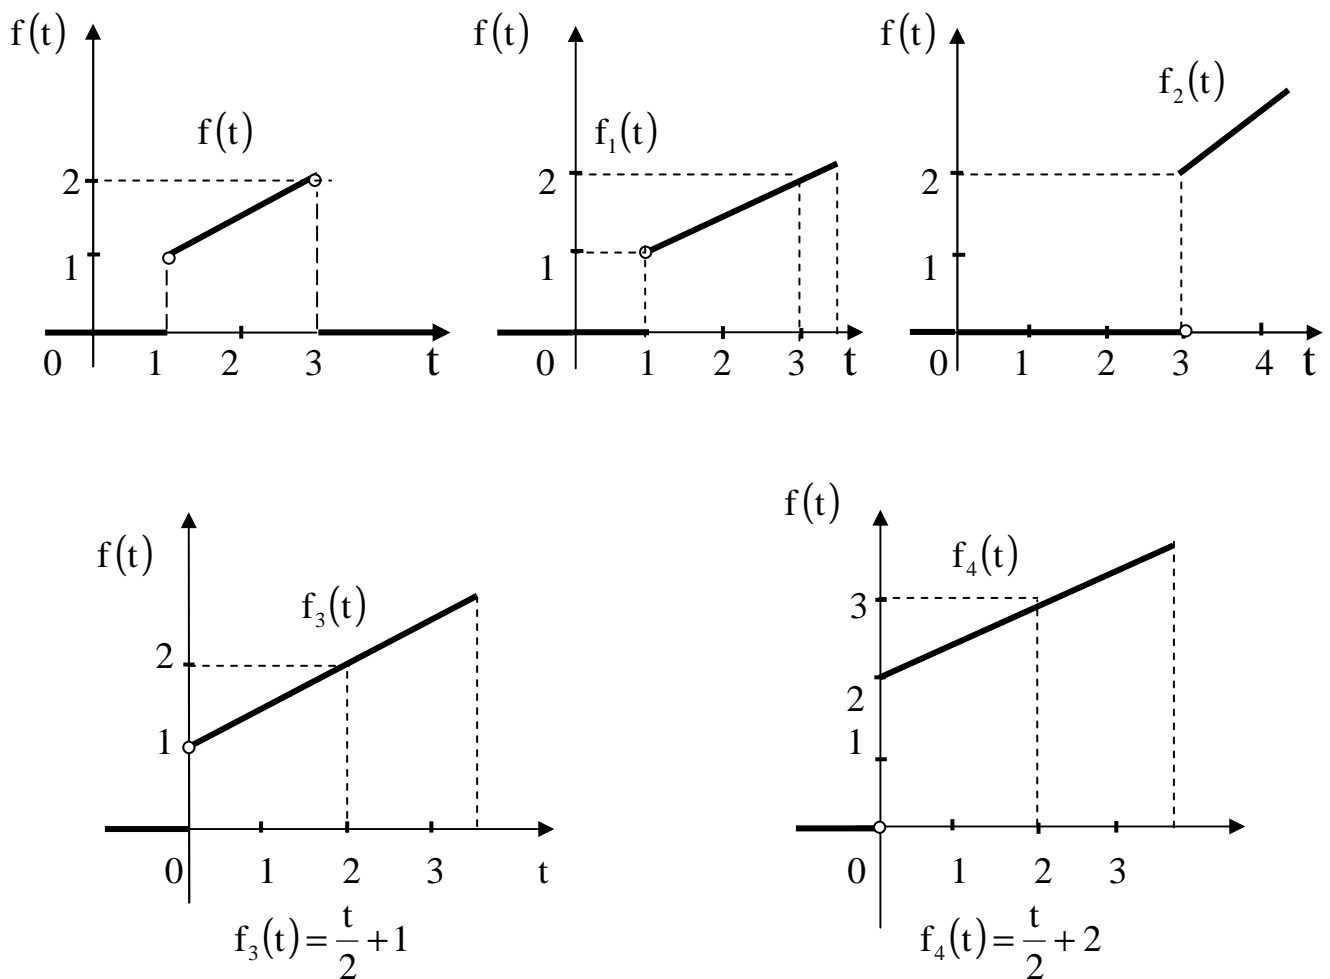 f(t) f(t) f(t)
f(t) f₁(t) f₂(t)
2 2 2
1 1 1
0 1 2 3 t 0 1 2 3 t 0 1 2 3 4 t
f(t) f(t)
f₃(t) f₄(t)
2 3
1 2
1
0 1 2 3 t 0 1 2 3
f₃(t) = t/2 + 1 f₄(t) = t/2 + 2